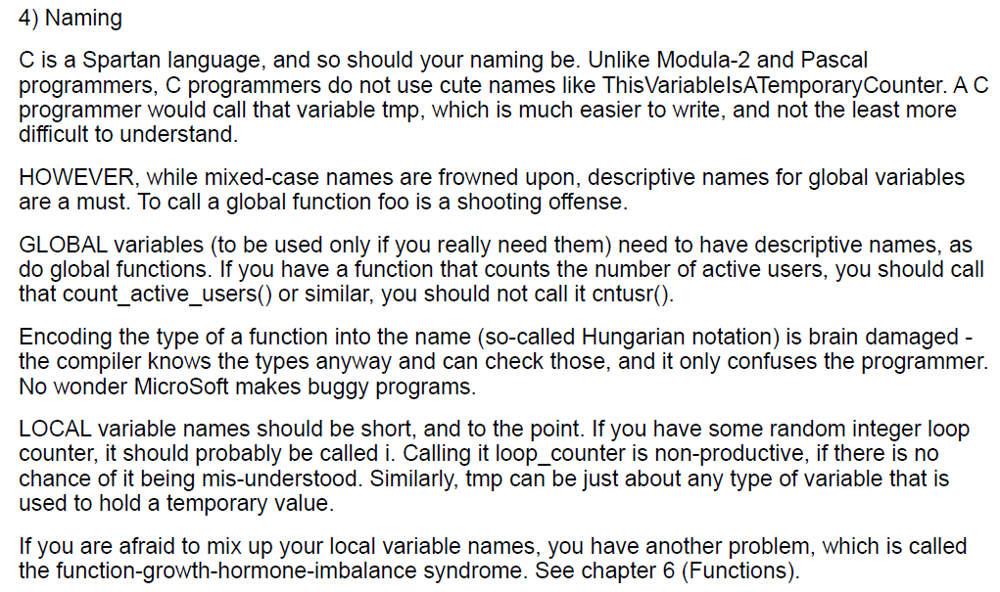 4) Naming
C is a Spartan language, and so should your naming be. Unlike Modula-2 and Pascal
programmers, C programmers do not use cute names like ThisVariableIsATemporaryCounter. A C
programmer would call that variable tmp, which is much easier to write, and not the least more
difficult to understand.
HOWEVER, while mixed-case names are frowned upon, descriptive names for global variables
are a must. To call a global function foo is a shooting offense.
GLOBAL variables (to be used only if you really need them) need to have descriptive names, as
do global functions. If you have a function that counts the number of active users, you should call
that count_active_users() or similar, you should not call it cntusr().
Encoding the type of a function into the name (so-called Hungarian notation) is brain damaged -
the compiler knows the types anyway and can check those, and it only confuses the programmer.
No wonder MicroSoft makes buggy programs.
LOCAL variable names should be short, and to the point. If you have some random integer loop
counter, it should probably be called i. Calling it loop_counter is non-productive, if there is no
chance of it being mis-understood. Similarly, tmp can be just about any type of variable that is
used to hold a temporary value.
If you are afraid to mix up your local variable names, you have another problem, which is called
the function-growth-hormone-imbalance syndrome. See chapter 6 (Functions).